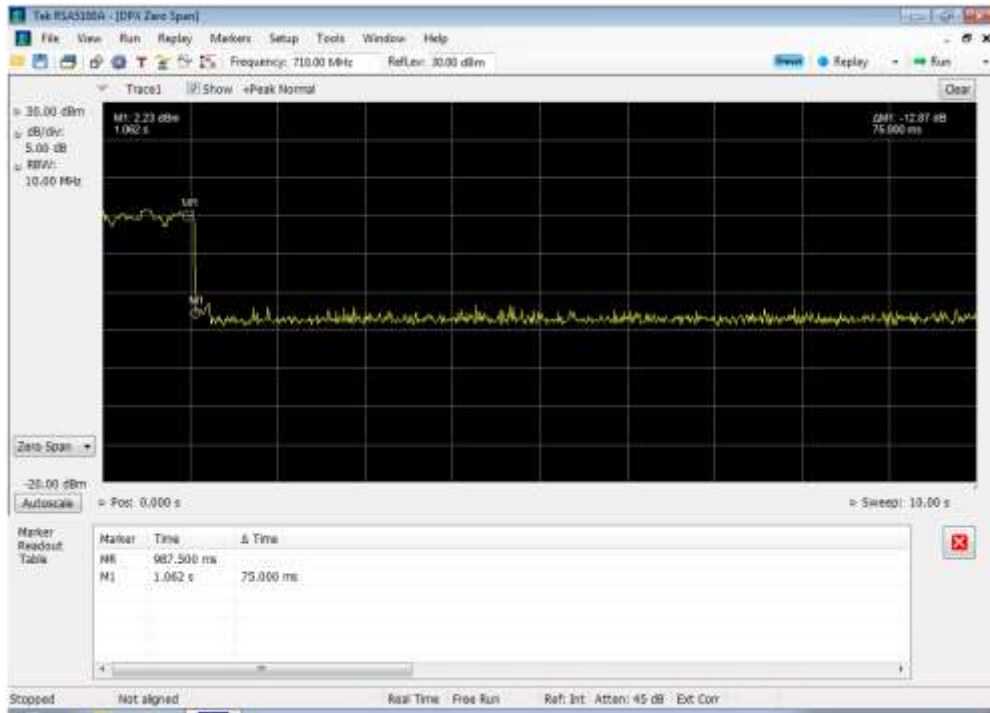 Tek RSA5100A - [DPX Zero Span]
File View Run Replay Markers Setup Tools Window Help
Frequency: 710.00 MHz RefLev: 30.00 dBm Preset Replay Run
Trace1 Show +Peak Normal Clear
30.00 dBm
dB/div:
5.00 dB
RBW:
10.00 MHz
M1: 2.23 dBm
1.062 s
ΔM1: -12.87 dB
75.000 ms
MR
M1
Zero Span
-20.00 dBm
Autoscale Pos: 0.000 s Sweep: 10.00 s
Marker
Readout
Table
Marker Time Δ Time
MR 987.500 ms
M1 1.062 s 75.000 ms
Stopped Not aligned Real Time Free Run Ref: Int Atten: 45 dB Ext Corr